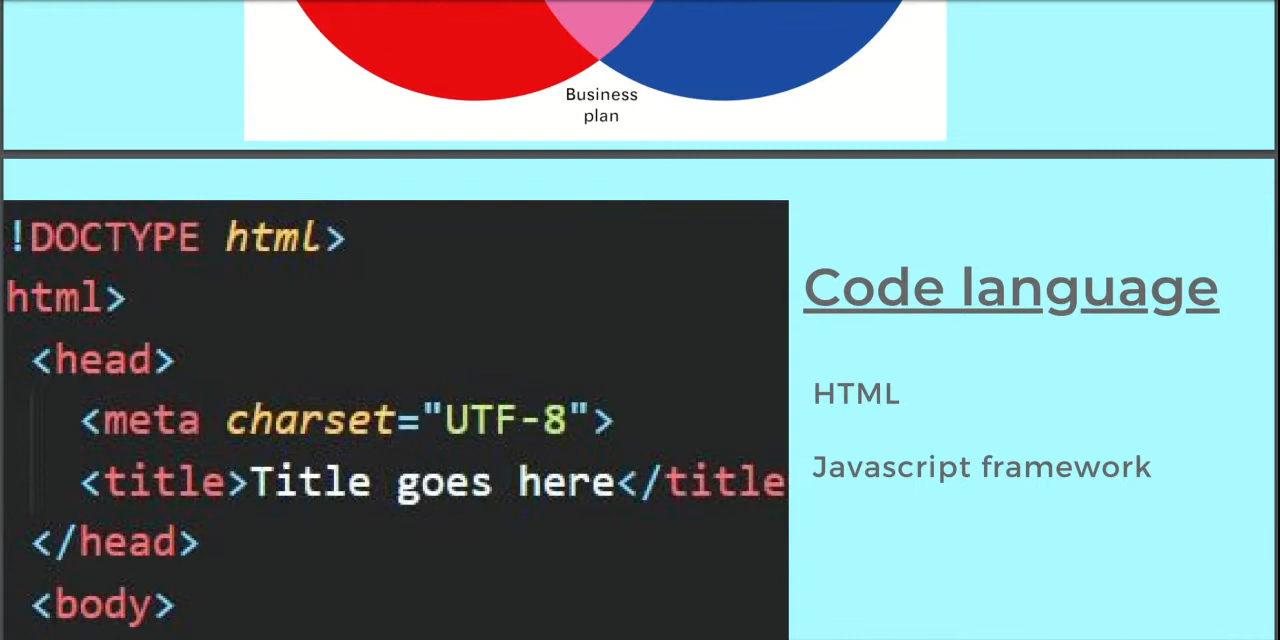 Business
plan
!DOCTYPE html>
html>
<head>
<meta charset="UTF-8">
<title>Title goes here</title
</head>
<body>
Code language
HTML
Javascript framework